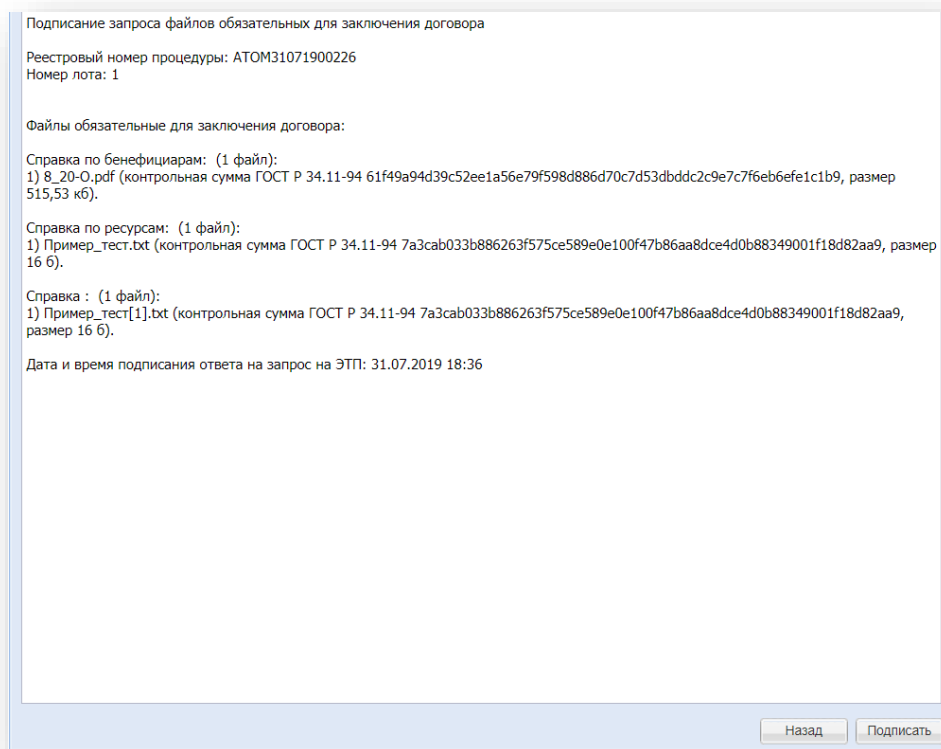 Подписание запроса файлов обязательных для заключения договора
Реестровый номер процедуры: АТОМ31071900226
Номер лота: 1
Файлы обязательные для заключения договора:
Справка по бенефициарам:  (1 файл):
1) 8_20-О.pdf (контрольная сумма ГОСТ Р 34.11-94 61f49a94d39c52ee1a56e79f598d886d70c7d53dbddc2c9e7c7f6eb6efe1c1b9, размер
515,53 кб).
Справка по ресурсам:  (1 файл):
1) Пример_тест.txt (контрольная сумма ГОСТ Р 34.11-94 7a3cab033b886263f575ce589e0e100f47b86aa8dce4d0b88349001f18d82aa9, размер
16 б).
Справка :  (1 файл):
1) Пример_тест[1].txt (контрольная сумма ГОСТ Р 34.11-94 7a3cab033b886263f575ce589e0e100f47b86aa8dce4d0b88349001f18d82aa9,
размер 16 б).
Дата и время подписания ответа на запрос на ЭТП: 31.07.2019 18:36
Назад
Подписать